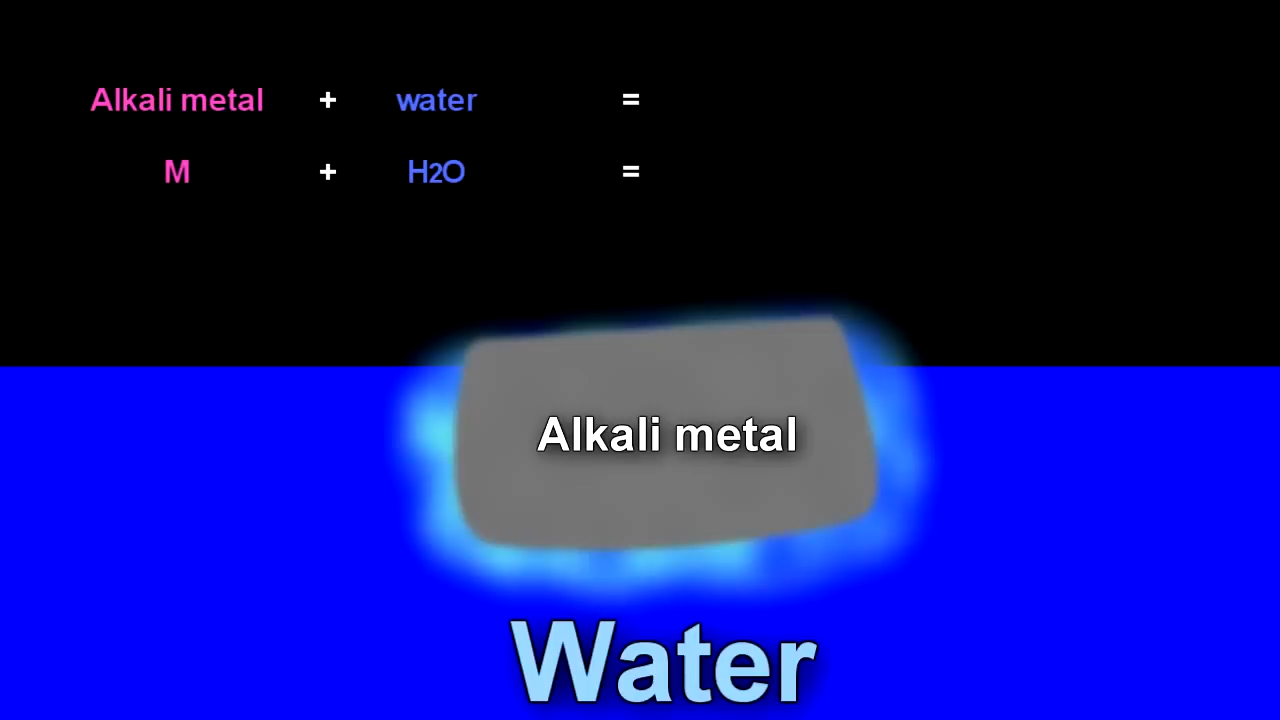 Alkali metal + water =
M + H2O =
Alkali metal
Water